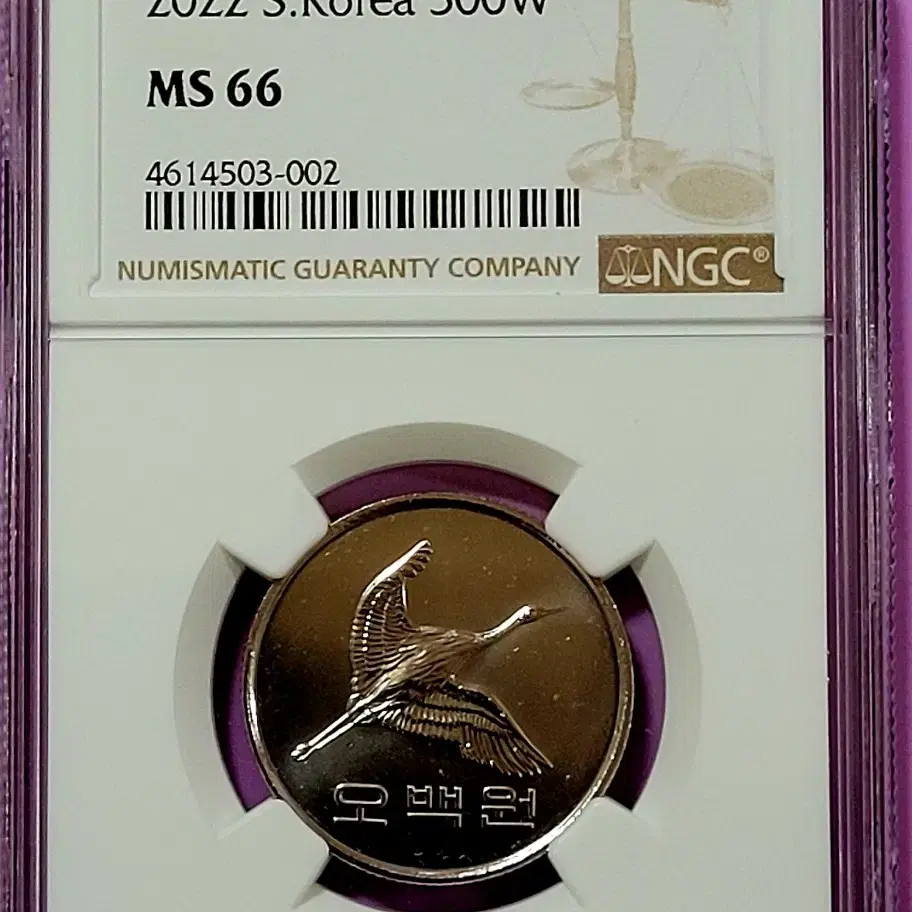 2022 S.Korea 500W
MS 66
4614503-002
NUMISMATIC GUARANTY COMPANY
NGC®
오백원